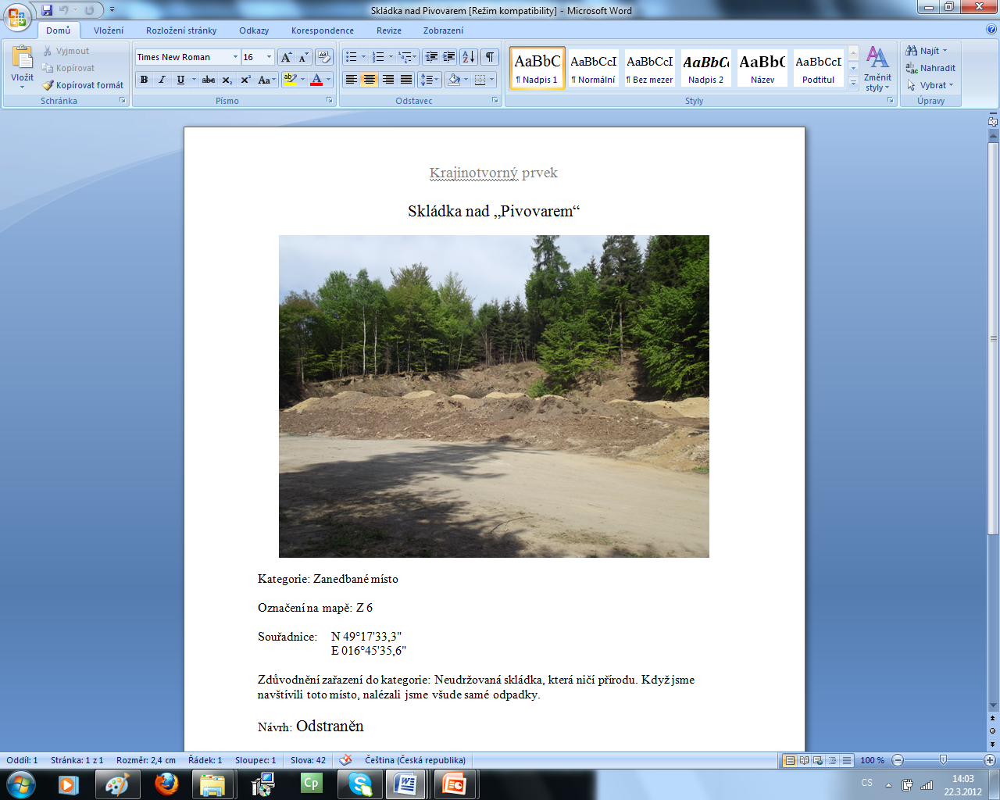 Skládka nad Pivovarem [Režim kompatibility] - Microsoft Word
Domů Vložení Rozložení stránky Odkazy Korespondence Revize Zobrazení
Vložit
Vyjmout
Kopírovat
Kopírovat formát
Schránka
Times New Roman 16
Písmo
Odstavec
AaBbC AaBbCcI AaBbCcI AaBbCc AaBbC AaBbCcI
¶ Nadpis 1 ¶ Normální ¶ Bez mezer Nadpis 2 Název Podtitul
Změnit styly
Styly
Najít
Nahradit
Vybrat
Úpravy
Krajinotvorný prvek
Skládka nad „Pivovarem“
Kategorie: Zanedbané místo
Označení na mapě: Z 6
Souřadnice: N 49°17'33,3"
E 016°45'35,6"
Zdůvodnění zařazení do kategorie: Neudržovaná skládka, která ničí přírodu. Když jsme
navštívili toto místo, nalézali jsme všude samé odpadky.
Návrh: Odstraněn
Oddíl: 1 Stránka: 1 z 1 Rozměr: 2,4 cm Řádek: 1 Sloupec: 1 Slova: 42 Čeština (Česká republika) 100 %
CS 14:03
22.3.2012